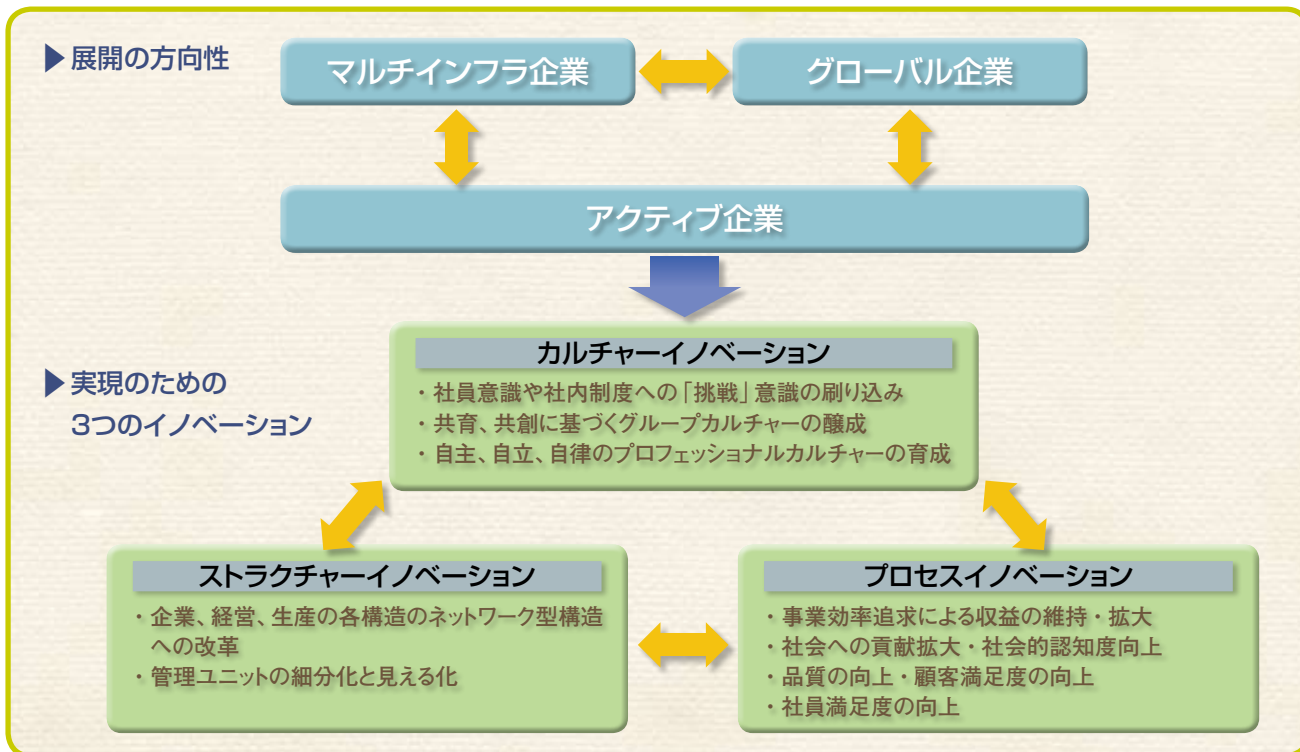 ▶展開の方向性
マルチインフラ企業
グローバル企業
アクティブ企業
▶実現のための
3つのイノベーション
カルチャーイノベーション
・社員意識や社内制度への「挑戦」意識の刷り込み
・共育、共創に基づくグループカルチャーの醸成
・自主、自立、自律のプロフェッショナルカルチャーの育成
ストラクチャーイノベーション
・企業、経営、生産の各構造のネットワーク型構造
への改革
・管理ユニットの細分化と見える化
プロセスイノベーション
・事業効率追求による収益の維持・拡大
・社会への貢献拡大・社会的認知度向上
・品質の向上・顧客満足度の向上
・社員満足度の向上